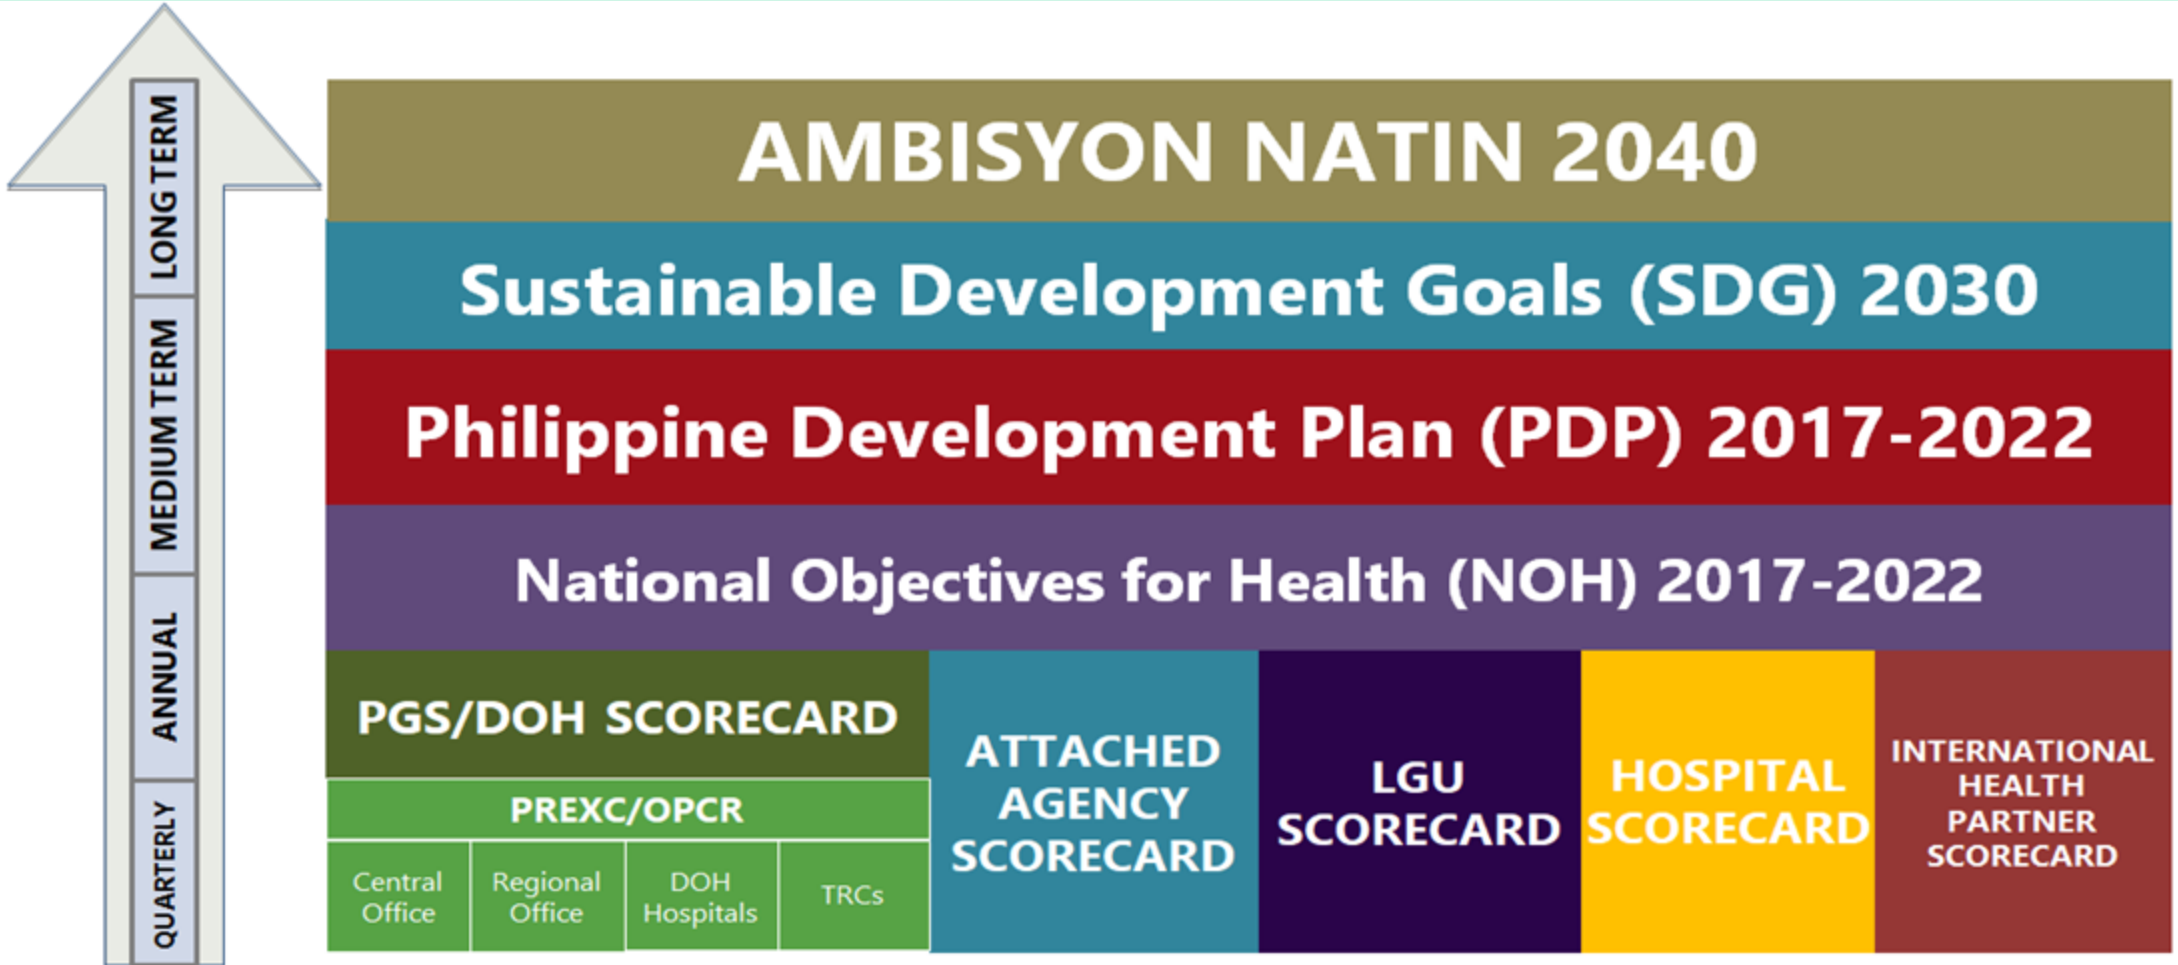 LONG TERM
MEDIUM TERM
ANNUAL
QUARTERLY
AMBISYON NATIN 2040
Sustainable Development Goals (SDG) 2030
Philippine Development Plan (PDP) 2017-2022
National Objectives for Health (NOH) 2017-2022
PGS/DOH SCORECARD
PREXC/OPCR
Central
Office
Regional
Office
DOH
Hospitals
TRCs
ATTACHED
AGENCY
SCORECARD
LGU
SCORECARD
HOSPITAL
SCORECARD
INTERNATIONAL
HEALTH
PARTNER
SCORECARD